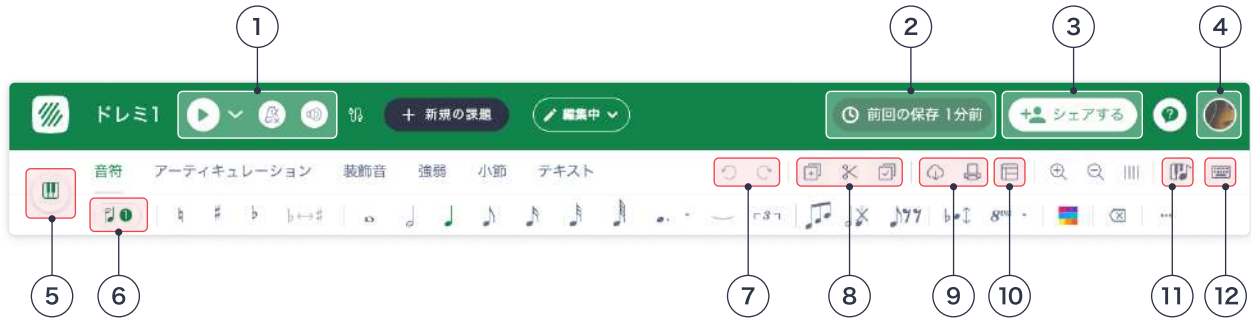 1 2 3 4
ドレミ1 + 新規の課題 編集中 前回の保存 1分前 シェアする ?
音符 アーティキュレーション 装飾音 強弱 小節 テキスト
1 3 8va
5 6 7 8 9 10 11 12